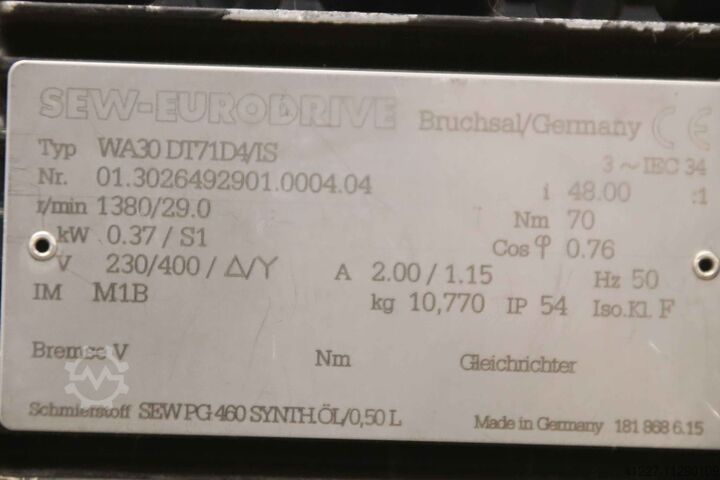 SEW-EURODRIVE Bruchsal/Germany CE
Typ WA30 DT71D4/IS 3 ~ IEC 34
Nr. 01.3026492901.0004.04 i 48.00 :1
r/min 1380/29.0 Nm 70
kW 0.37 / S1 Cos φ 0.76
V 230/400 / Δ/Y A 2.00 / 1.15 Hz 50
IM M1B kg 10,770 IP 54 Iso.Kl. F
Bremse V Nm Gleichrichter
Schmierstoff SEW PG 460 SYNTH.ÖL/0,50 L Made in Germany 181 868 6.15